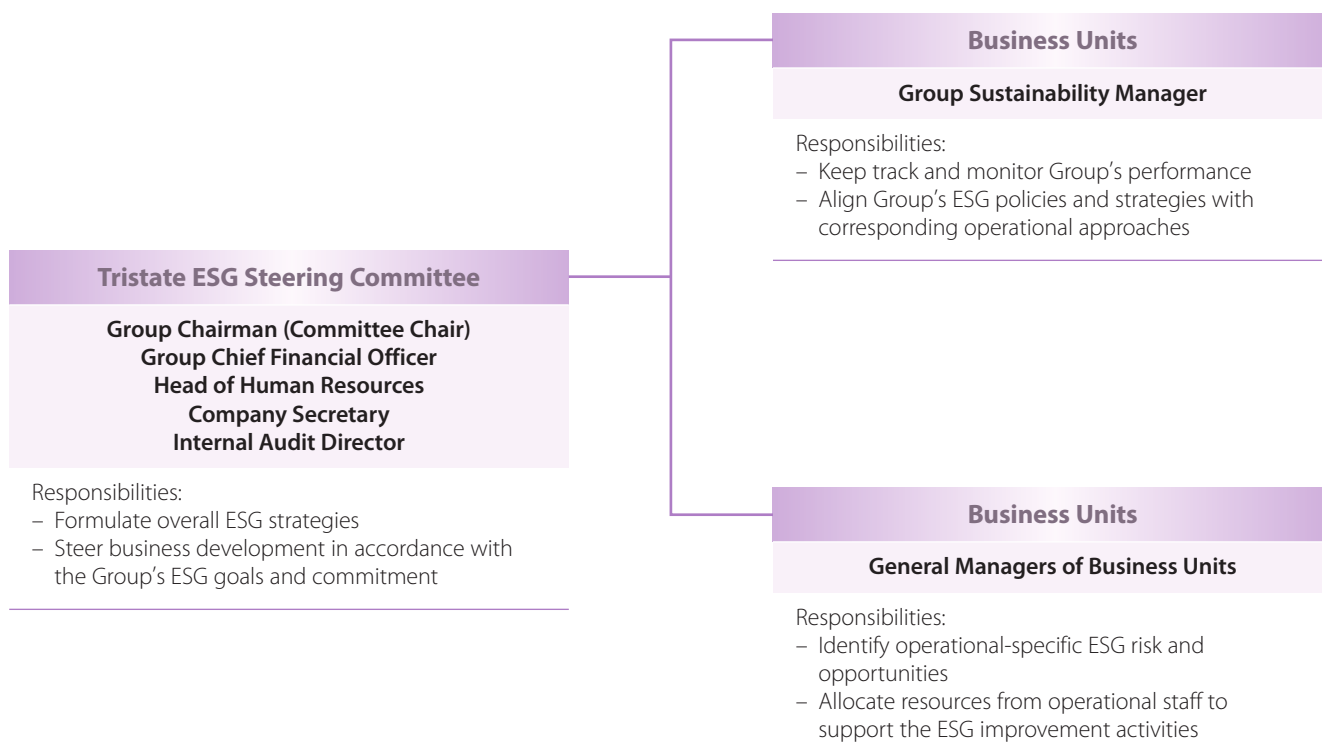 Tristate ESG Steering Committee
Group Chairman (Committee Chair)
Group Chief Financial Officer
Head of Human Resources
Company Secretary
Internal Audit Director
Responsibilities:
– Formulate overall ESG strategies
– Steer business development in accordance with
the Group’s ESG goals and commitment
Business Units
Group Sustainability Manager
Responsibilities:
– Keep track and monitor Group’s performance
– Align Group’s ESG policies and strategies with
corresponding operational approaches
Business Units
General Managers of Business Units
Responsibilities:
– Identify operational-specific ESG risk and
opportunities
– Allocate resources from operational staff to
support the ESG improvement activities